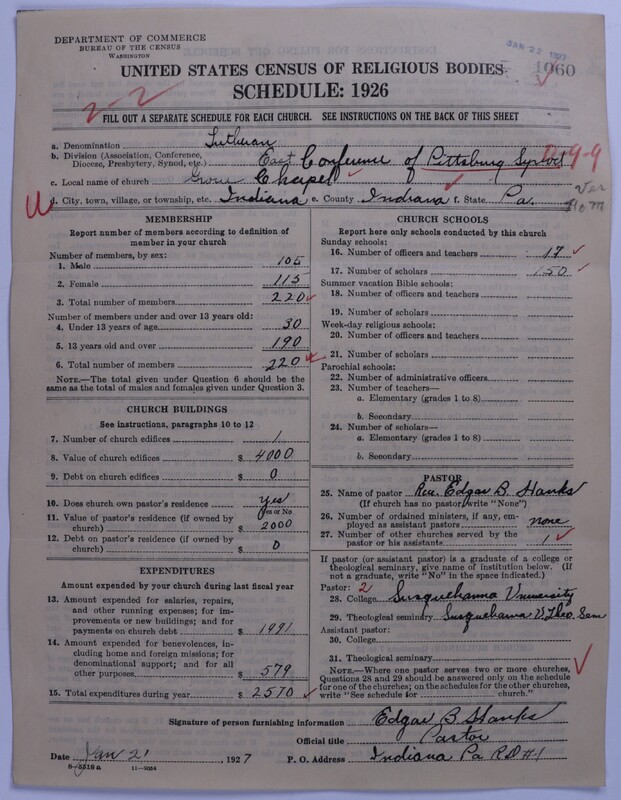 DEPARTMENT OF COMMERCE
BUREAU OF THE CENSUS
WASHINGTON
JAN 22 1927
1060
UNITED STATES CENSUS OF RELIGIOUS BODIES
SCHEDULE: 1926
2-2
FILL OUT A SEPARATE SCHEDULE FOR EACH CHURCH. SEE INSTRUCTIONS ON THE BACK OF THIS SHEET
a. Denomination Lutheran
b. Division (Association, Conference, Diocese, Presbytery, Synod, etc.) East Conference of Pittsburg Synod 9-9
c. Local name of church Grove Chapel
d. City, town, village, or township, etc. Indiana e. County Indiana f. State Pa.
MEMBERSHIP
Report number of members according to definition of
member in your church
Number of members, by sex:
1. Male 105
2. Female 115
3. Total number of members 220
Number of members under and over 13 years old:
4. Under 13 years of age 30
5. 13 years old and over 190
6. Total number of members 220
NOTE.—The total given under Question 6 should be the
same as the total of males and females given under Question 3.
CHURCH BUILDINGS
See instructions, paragraphs 10 to 12
7. Number of church edifices 1
8. Value of church edifices $ 4000
9. Debt on church edifices $ 0
10. Does church own pastor's residence Yes
Yes or No
11. Value of pastor's residence (if owned by
church) $ 2000
12. Debt on pastor's residence (if owned by
church) $ 0
EXPENDITURES
Amount expended by your church during last fiscal year
13. Amount expended for salaries, repairs,
and other running expenses; for im-
provements or new buildings; and for
payments on church debt $ 1991
14. Amount expended for benevolences, in-
cluding home and foreign missions; for
denominational support; and for all
other purposes $ 579
15. Total expenditures during year $ 2570
CHURCH SCHOOLS
Report here only schools conducted by this church
Sunday schools:
16. Number of officers and teachers 17
17. Number of scholars 150
Summer vacation Bible schools:
18. Number of officers and teachers
19. Number of scholars
Week-day religious schools:
20. Number of officers and teachers
21. Number of scholars
Parochial schools:
22. Number of administrative officers
23. Number of teachers—
a. Elementary (grades 1 to 8)
b. Secondary
24. Number of scholars—
a. Elementary (grades 1 to 8)
b. Secondary
PASTOR
25. Name of pastor Rev. Edgar B. Hanks
(If church has no pastor, write "None")
26. Number of ordained ministers, if any, em-
ployed as assistant pastors none
27. Number of other churches served by the
pastor or his assistants 1
If pastor (or assistant pastor) is a graduate of a college or
theological seminary, give name of institution below. (If
not a graduate, write "No" in the space indicated.)
Pastor: 2
28. College Susquehanna University
29. Theological seminary Susquehanna U Theo. Sem
Assistant pastor:
30. College
31. Theological seminary
NOTE.—Where one pastor serves two or more churches,
Questions 28 and 29 should be answered only on the schedule
for one of the churches; on the schedules for the other churches,
write "See schedule for church."
Signature of person furnishing information Edgar B. Hanks
Official title Pastor
Date Jan 21, 1927 P. O. Address Indiana Pa R.D #1
8-5518 a 11-9054